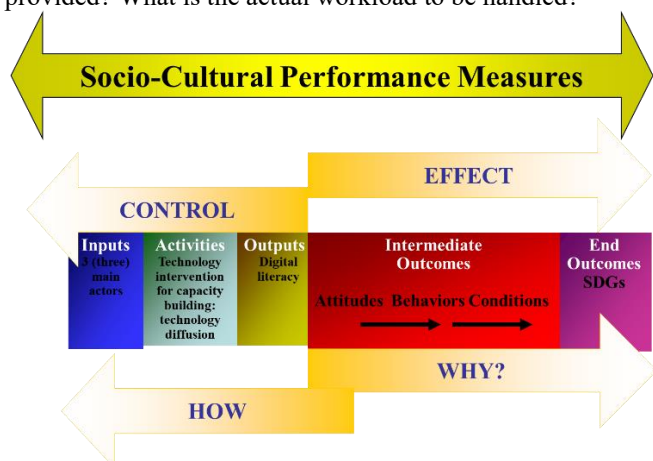 provided? What is the actual workload to be handled?
Socio-Cultural Performance Measures
EFFECT
CONTROL
Inputs
3 (three)
main
actors
Activities
Technology
intervention
for capacity
building:
technology
diffusion
Outputs
Digital
literacy
Intermediate
Outcomes
Attitudes Behaviors Conditions
End
Outcomes
SDGs
WHY?
HOW